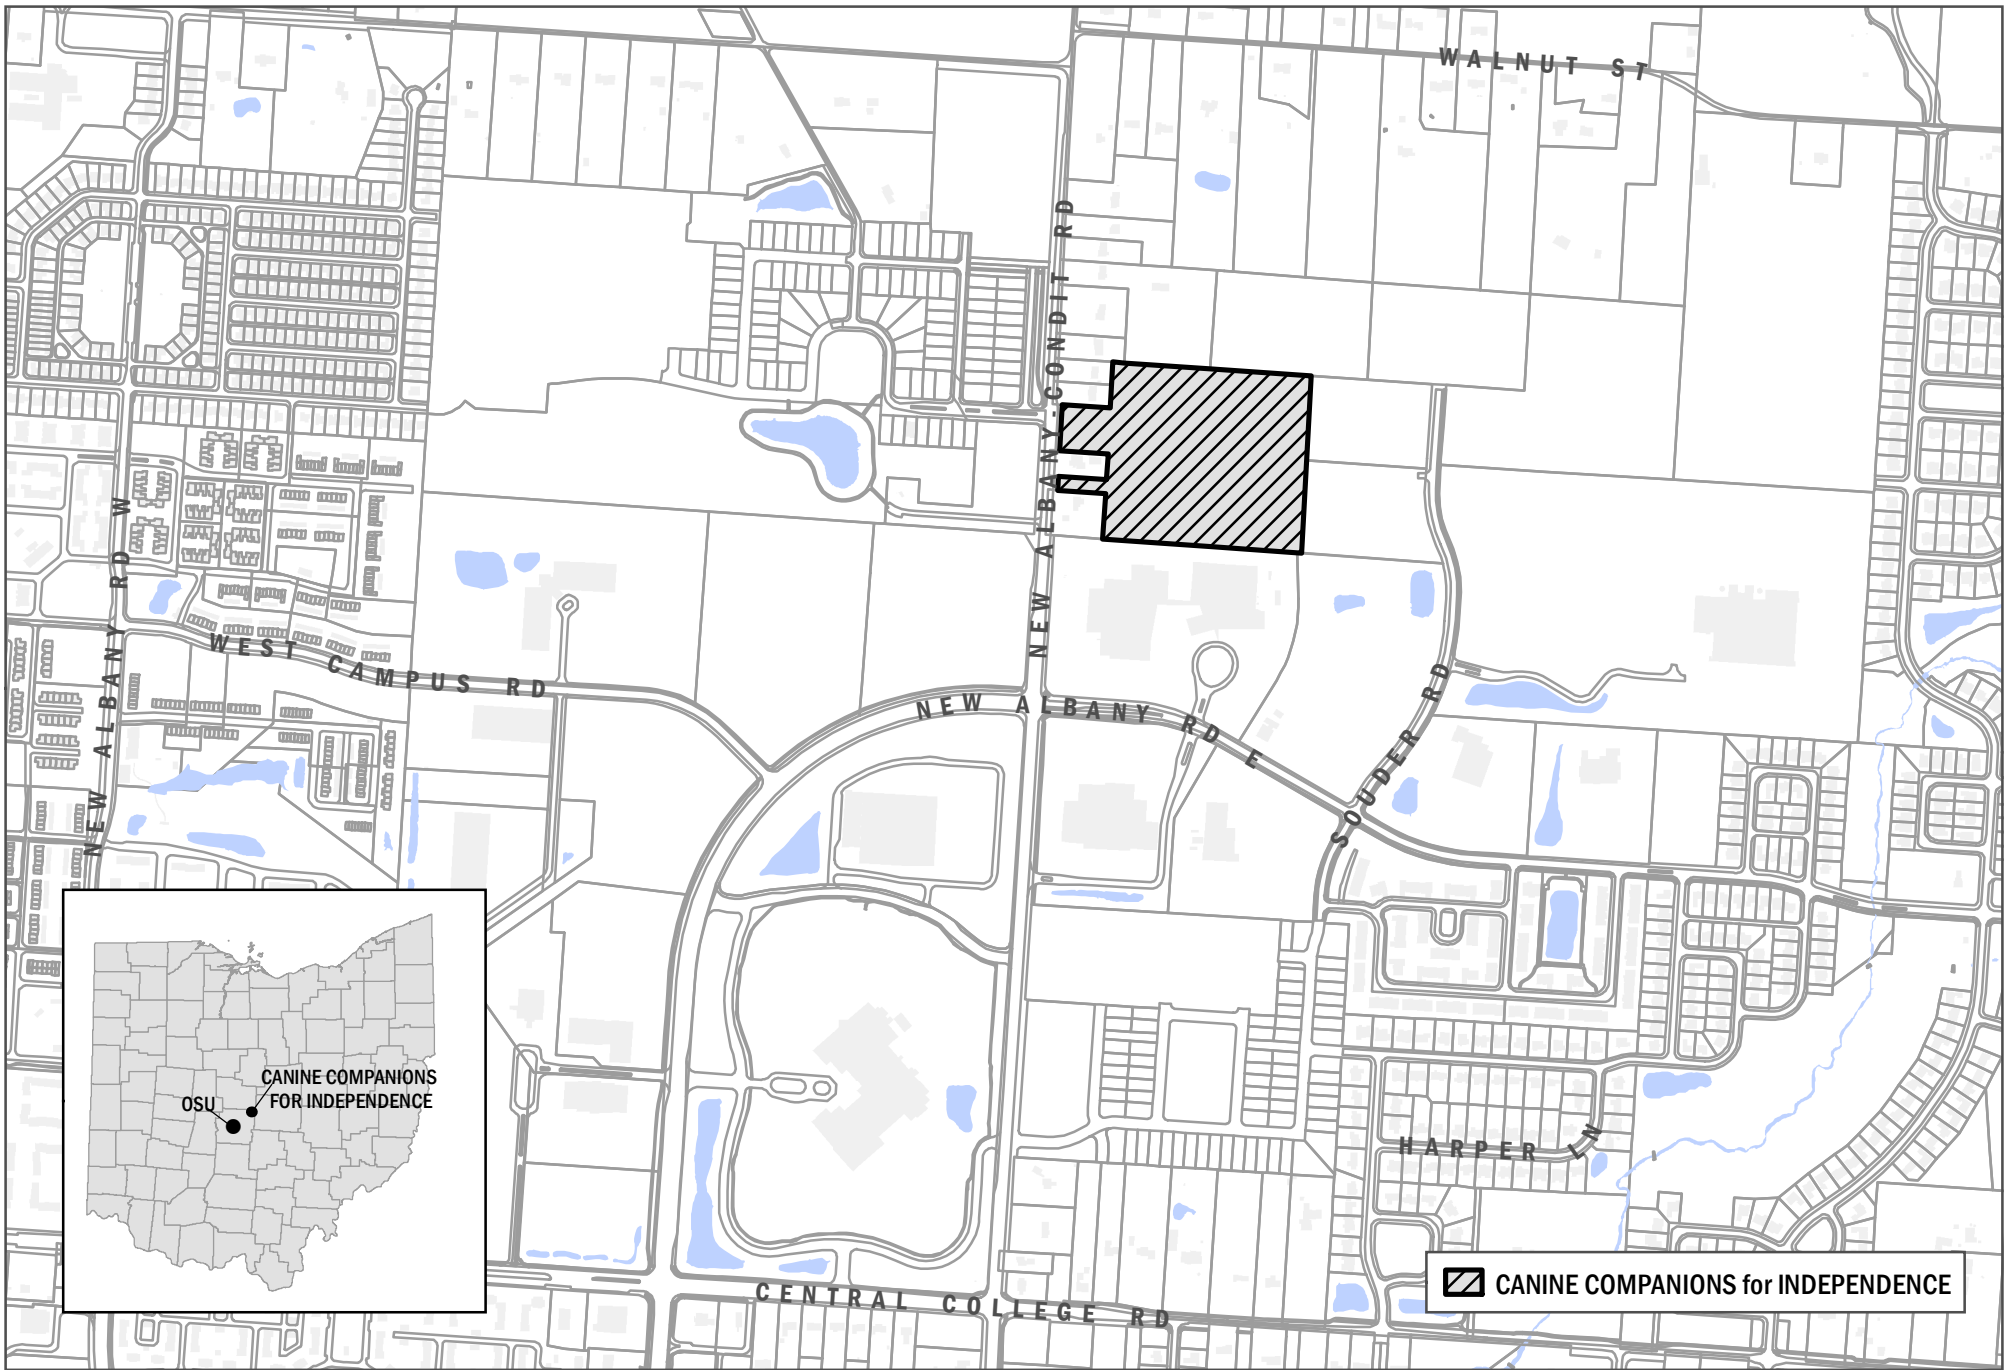 WALNUT ST
NEW ALBANY-CONDIT RD
NEW ALBANY RD W
WEST CAMPUS RD
NEW ALBANY RD E
SOUDER RD
HARPER LN
CENTRAL COLLEGE RD
CANINE COMPANIONS
FOR INDEPENDENCE
OSU
CANINE COMPANIONS for INDEPENDENCE